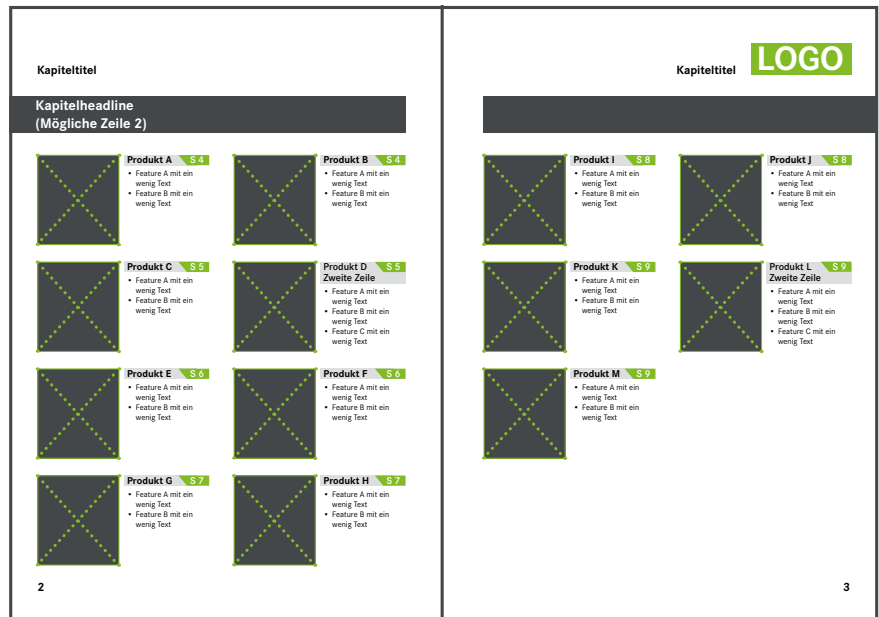 Kapiteltitel
Kapitelheadline
(Mögliche Zeile 2)
Produkt A S 4
• Feature A mit ein
wenig Text
• Feature B mit ein
wenig Text
Produkt B S 4
• Feature A mit ein
wenig Text
• Feature B mit ein
wenig Text
Produkt C S 5
• Feature A mit ein
wenig Text
• Feature B mit ein
wenig Text
Produkt D S 5
Zweite Zeile
• Feature A mit ein
wenig Text
• Feature B mit ein
wenig Text
• Feature C mit ein
wenig Text
Produkt E S 6
• Feature A mit ein
wenig Text
• Feature B mit ein
wenig Text
Produkt F S 6
• Feature A mit ein
wenig Text
• Feature B mit ein
wenig Text
Produkt G S 7
• Feature A mit ein
wenig Text
• Feature B mit ein
wenig Text
Produkt H S 7
• Feature A mit ein
wenig Text
• Feature B mit ein
wenig Text
2
Kapiteltitel
LOGO
Produkt I S 8
• Feature A mit ein
wenig Text
• Feature B mit ein
wenig Text
Produkt J S 8
• Feature A mit ein
wenig Text
• Feature B mit ein
wenig Text
Produkt K S 9
• Feature A mit ein
wenig Text
• Feature B mit ein
wenig Text
Produkt L S 9
Zweite Zeile
• Feature A mit ein
wenig Text
• Feature B mit ein
wenig Text
• Feature C mit ein
wenig Text
Produkt M S 9
• Feature A mit ein
wenig Text
• Feature B mit ein
wenig Text
3